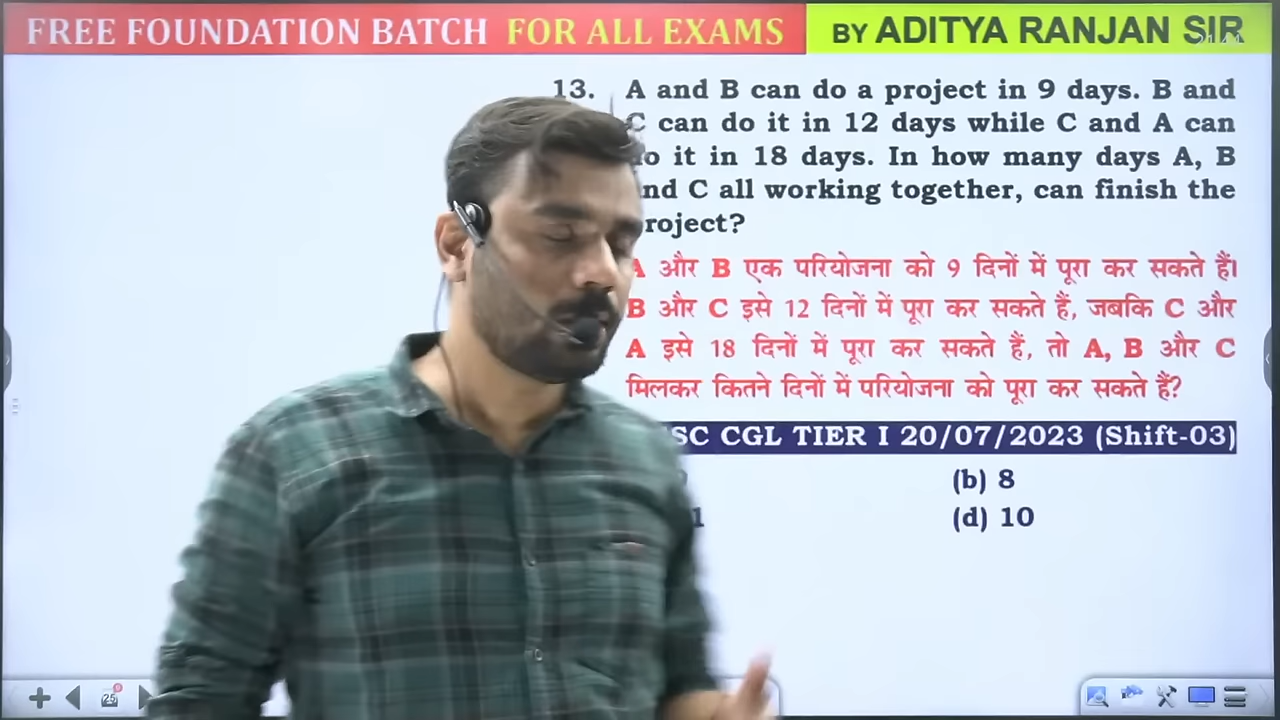 FREE FOUNDATION BATCH FOR ALL EXAMS
BY ADITYA RANJAN SIR
13. A and B can do a project in 9 days. B and
C can do it in 12 days while C and A can
it in 18 days. In how many days A, B
C all working together, can finish the
A और B एक परियोजना को 9 दिनों में पूरा कर सकते हैं।
B और C इसे 12 दिनों में पूरा कर सकते हैं, जबकि C और
A इसे 18 दिनों में पूरा कर सकते हैं, तो A, B और C
मिलकर कितने दिनों में परियोजना को पूरा कर सकते हैं?
CGL TIER I 20/07/2023 (Shift-03)
(b) 8
(d) 10
25